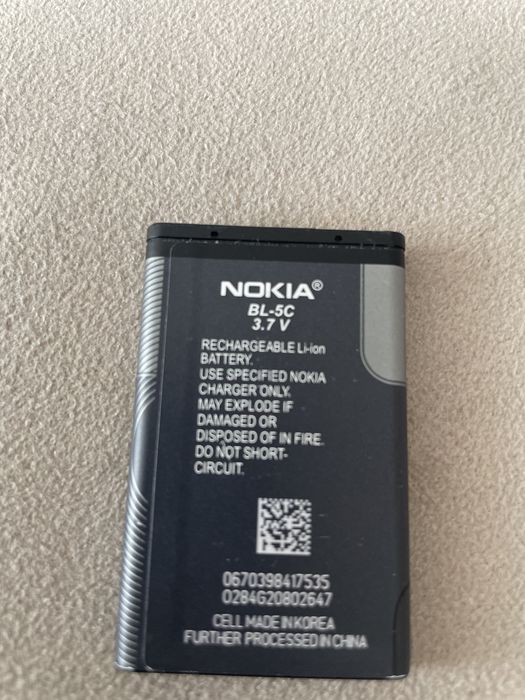 NOKIA®
BL-5C
3.7 V
RECHARGEABLE Li-ion
BATTERY.
USE SPECIFIED NOKIA
CHARGER ONLY.
MAY EXPLODE IF
DAMAGED OR
DISPOSED OF IN FIRE.
DO NOT SHORT-
CIRCUIT.
0670398417535
0284G20802647
CELL MADE IN KOREA
FURTHER PROCESSED IN CHINA